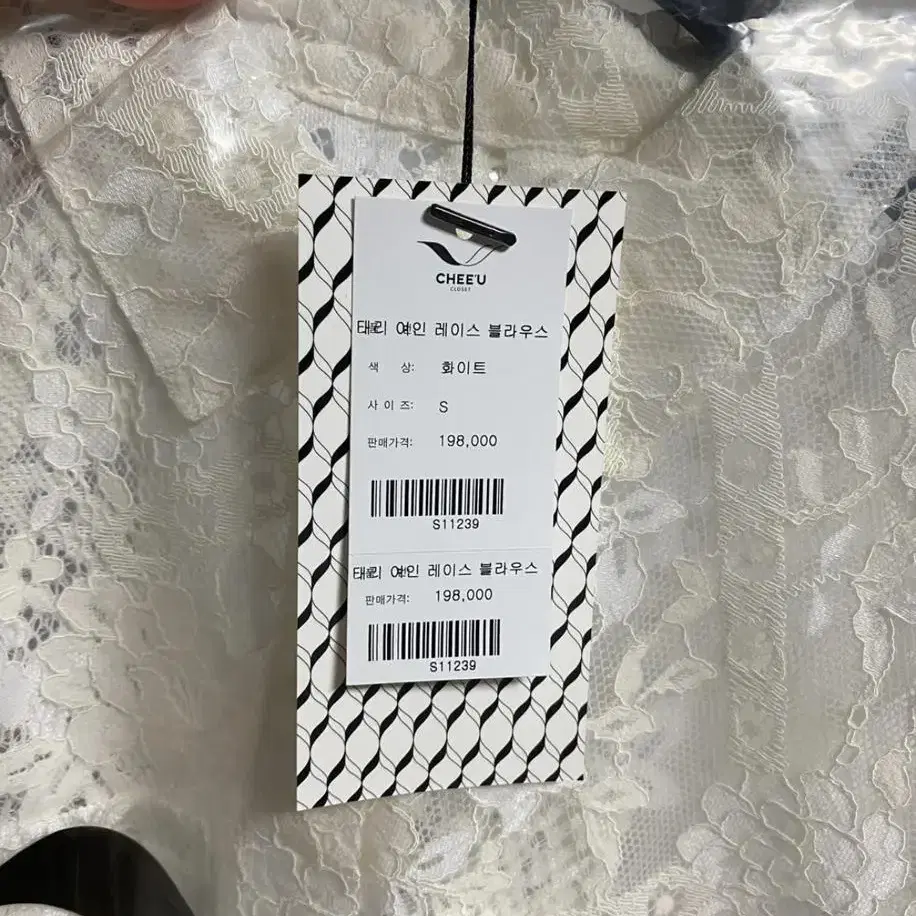 CHEE'U
CLOSET
태리 여인 레이스 블라우스
색 상: 화이트
사 이 즈: S
판매가격: 198,000
S11239
태리 여인 레이스 블라우스
판매가격: 198,000
S11239